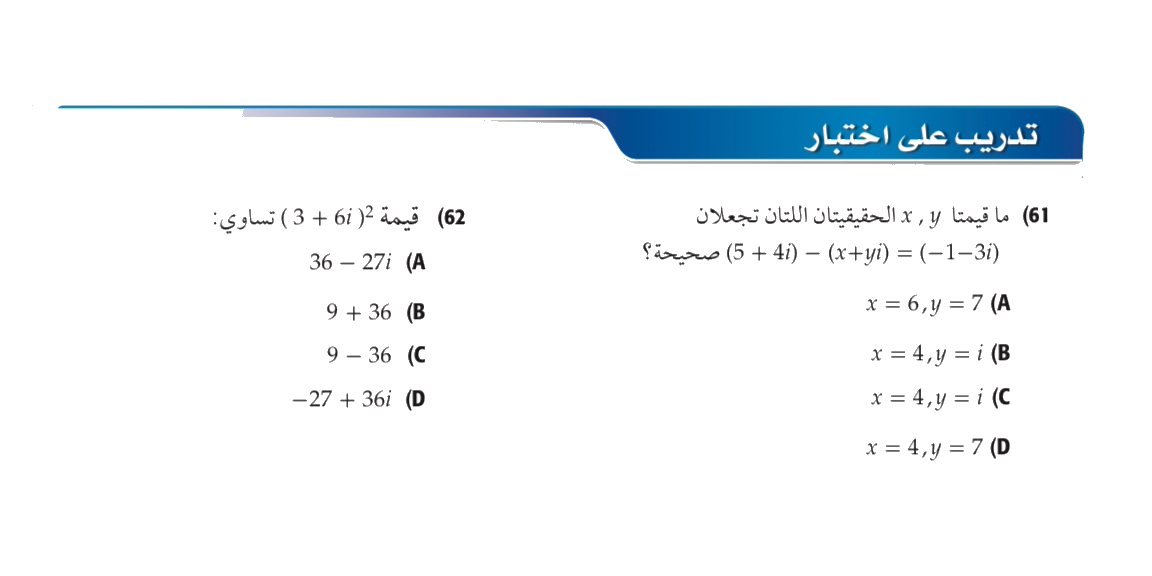 تدريب على اختبار
61) ما قيمتا x , y الحقيقيتان اللتان تجعلان
(5 + 4i) − (x+yi) = (−1−3i) صحيحة؟
A) x = 6, y = 7
B) x = 4, y = i
C) x = 4, y = i
D) x = 4, y = 7
62) قيمة (3 + 6i)² تساوي:
A) 36 − 27i
B) 9 + 36
C) 9 − 36
D) −27 + 36i